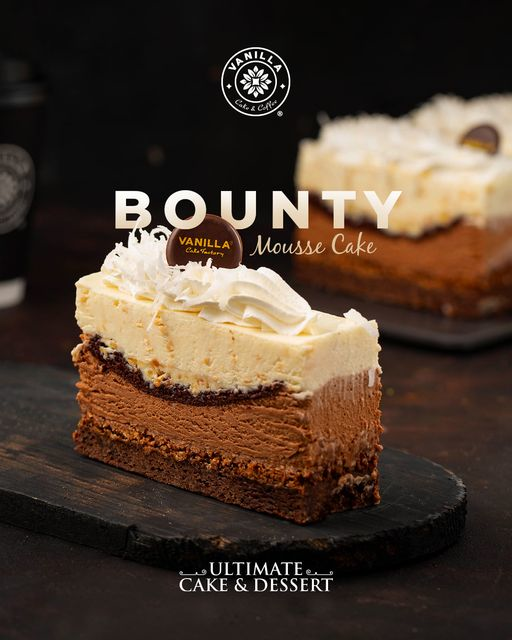 VANILLA
Cake & Coffee
®
BOUNTY
VANILLA
Cake Factory
Mousse Cake
ULTIMATE
CAKE & DESSERT